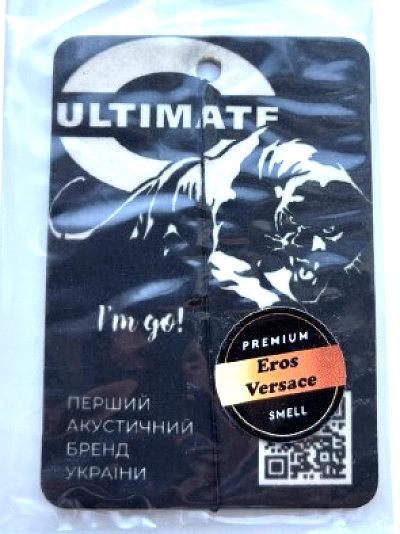 ULTIMATE
I'm go!
PREMIUM
Eros
Versace
SMELL
ПЕРШИЙ
АКУСТИЧНИЙ
БРЕНД
УКРАЇНИ